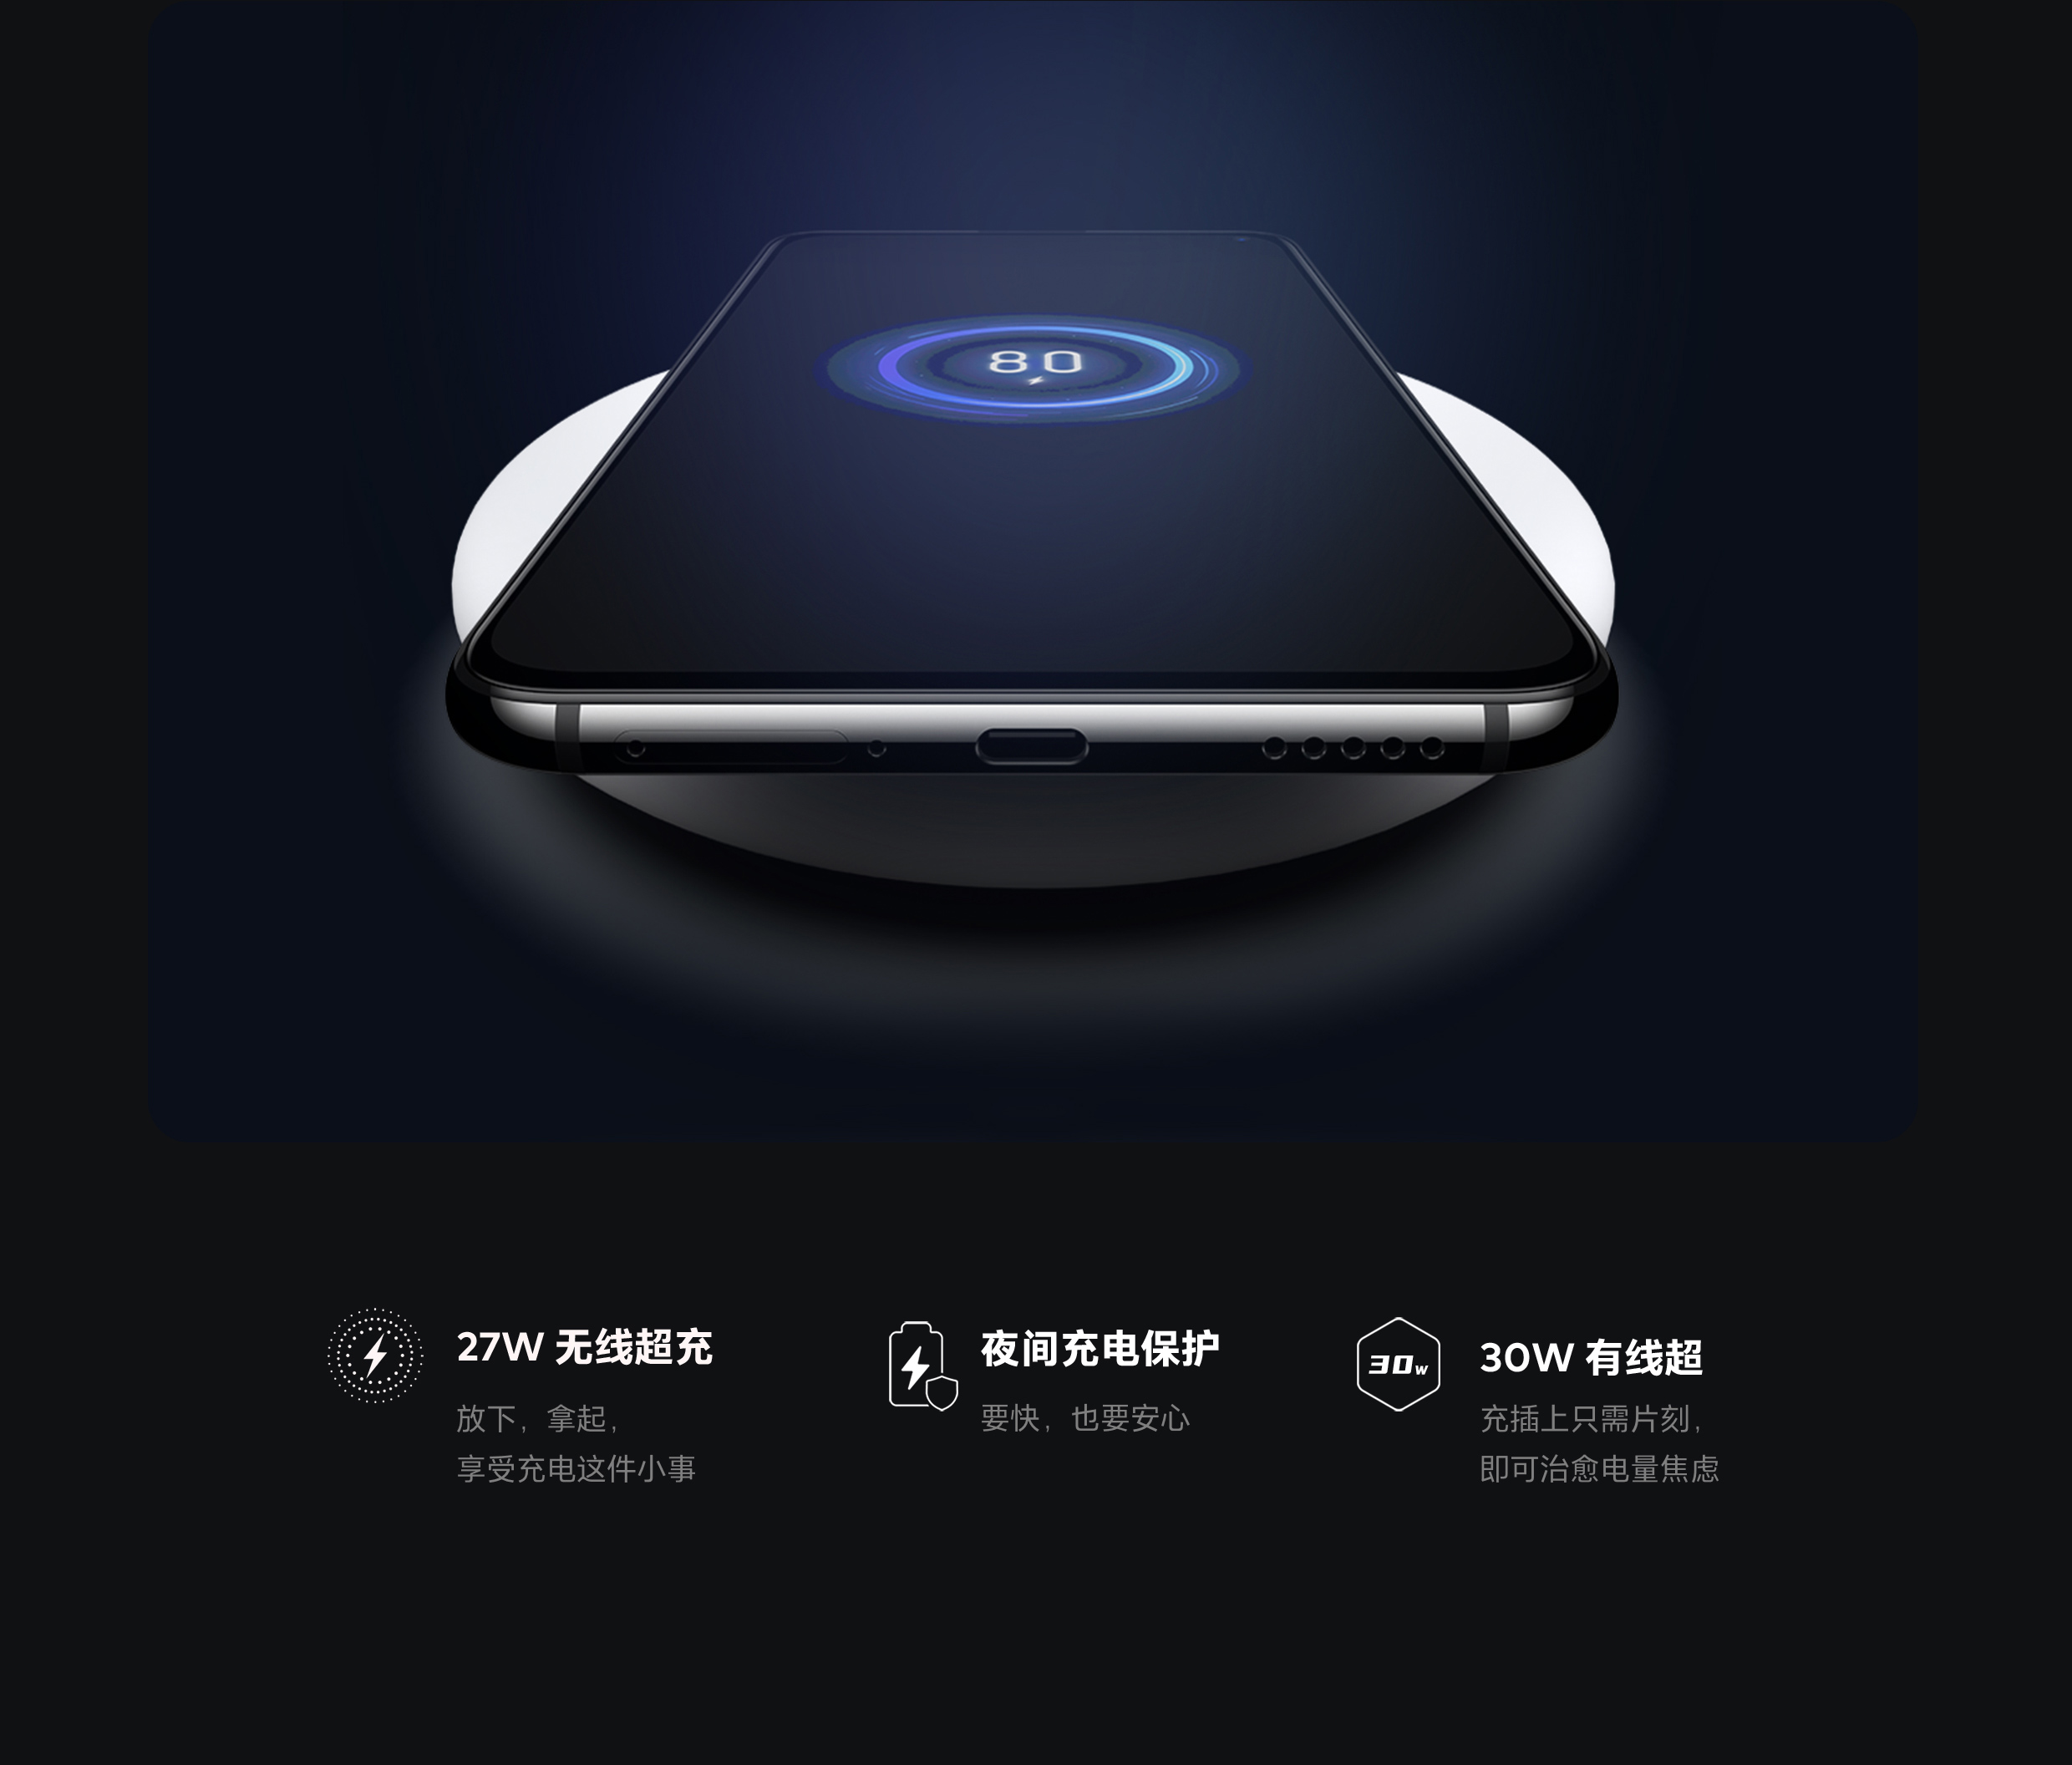 80
27W 无线超充
放下，拿起，
享受充电这件小事
夜间充电保护
要快，也要安心
30w
30W 有线超
充插上只需片刻，
即可治愈电量焦虑